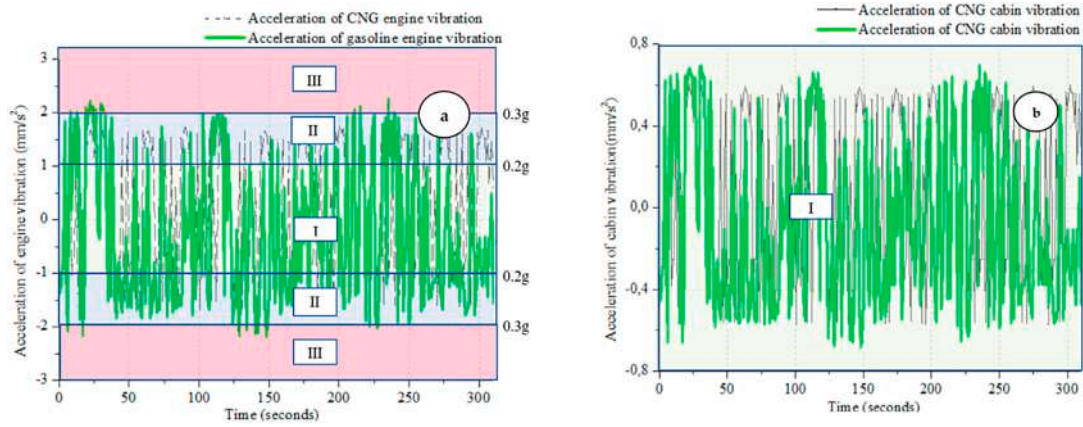 Acceleration of CNG engine vibration
Acceleration of gasoline engine vibration
Acceleration of engine vibration (mm/s²)
3
2
1
0
-1
-2
-3
III
II
I
II
III
a
0.3g
0.2g
0.2g
0.3g
0
50
100
150
200
250
300
Time (seconds)
Acceleration of CNG cabin vibration
Acceleration of CNG cabin vibration
Acceleration of cabin vibration(mm/s²)
0,8
0,4
0,0
-0,4
-0,8
I
b
0
50
100
150
200
250
300
Time (seconds)